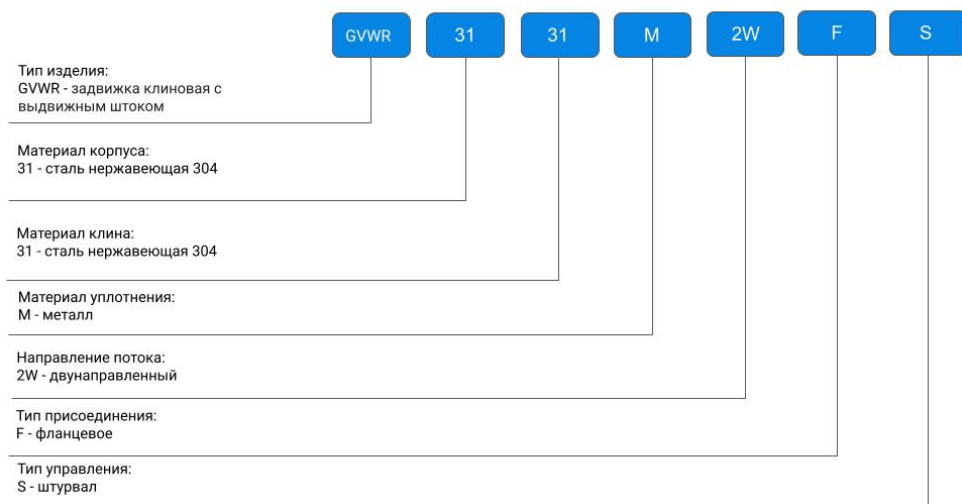 GVWR 31 31 M 2W F S
Тип изделия:
GVWR - задвижка клиновая с
выдвижным штоком
Материал корпуса:
31 - сталь нержавеющая 304
Материал клина:
31 - сталь нержавеющая 304
Материал уплотнения:
М - металл
Направление потока:
2W - двунаправленный
Тип присоединения:
F - фланцевое
Тип управления:
S - штурвал